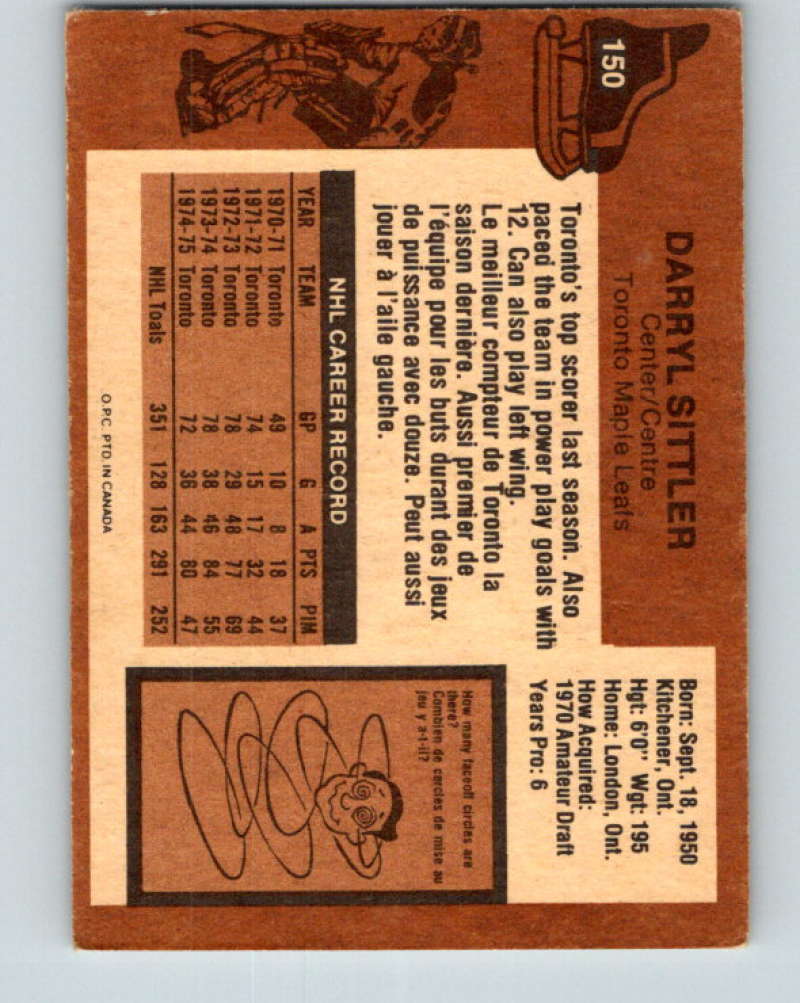 150
DARRYL SITTLER
Center/Centre
Toronto Maple Leafs
Toronto's top scorer last season. Also
paced the team in power play goals with
12. Can also play left wing.
Le meilleur compteur de Toronto la
saison dernière. Aussi premier de
l'équipe pour les buts durant des jeux
de puissance avec douze. Peut aussi
jouer à l'aile gauche.
Born: Sept. 18, 1950
Kitchener, Ont.
Hgt: 6'0" Wgt: 195
Home: London, Ont.
How Acquired:
1970 Amateur Draft
Years Pro: 6
NHL CAREER RECORD
YEAR TEAM GP G A PTS PIM
1970-71 Toronto 49 10 8 18 37
1971-72 Toronto 74 15 17 32 44
1972-73 Toronto 78 29 48 77 69
1973-74 Toronto 78 38 46 84 55
1974-75 Toronto 72 36 44 80 47
NHL Toals 351 128 163 291 252
How many faceoff circles are
there?
Combien de cercles de mise au
jeu y a-t-il?
O.P.C. PTD. IN CANADA